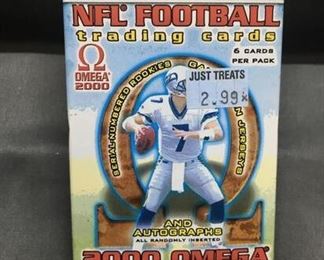 NFL FOOTBALL
trading cards
Ω
OMEGA
2000
6 CARDS
PER PACK
JUST TREATS
2.99
SERIAL-NUMBERED ROOKIES
JERSEYS
7
AND
AUTOGRAPHS
ALL RANDOMLY INSERTED
2000 OMEGA